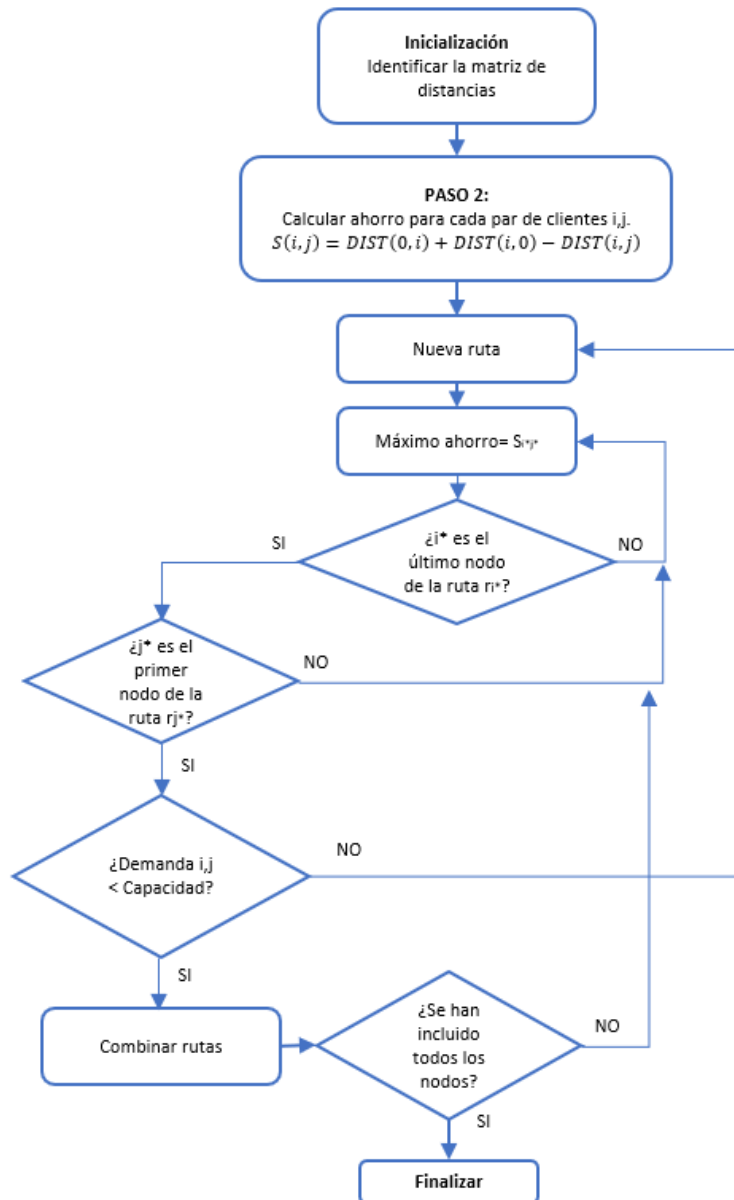 Inicialización
Identificar la matriz de
distancias
PASO 2:
Calcular ahorro para cada par de clientes i,j.
S(i,j) = DIST(0,i) + DIST(i,0) − DIST(i,j)
Nueva ruta
Máximo ahorro= Si*j*
¿i* es el
último nodo
de la ruta ri*?
SI
NO
¿j* es el
primer
nodo de la
ruta rj*?
NO
SI
¿Demanda i,j
< Capacidad?
NO
SI
Combinar rutas
¿Se han
incluido
todos los
nodos?
NO
SI
Finalizar